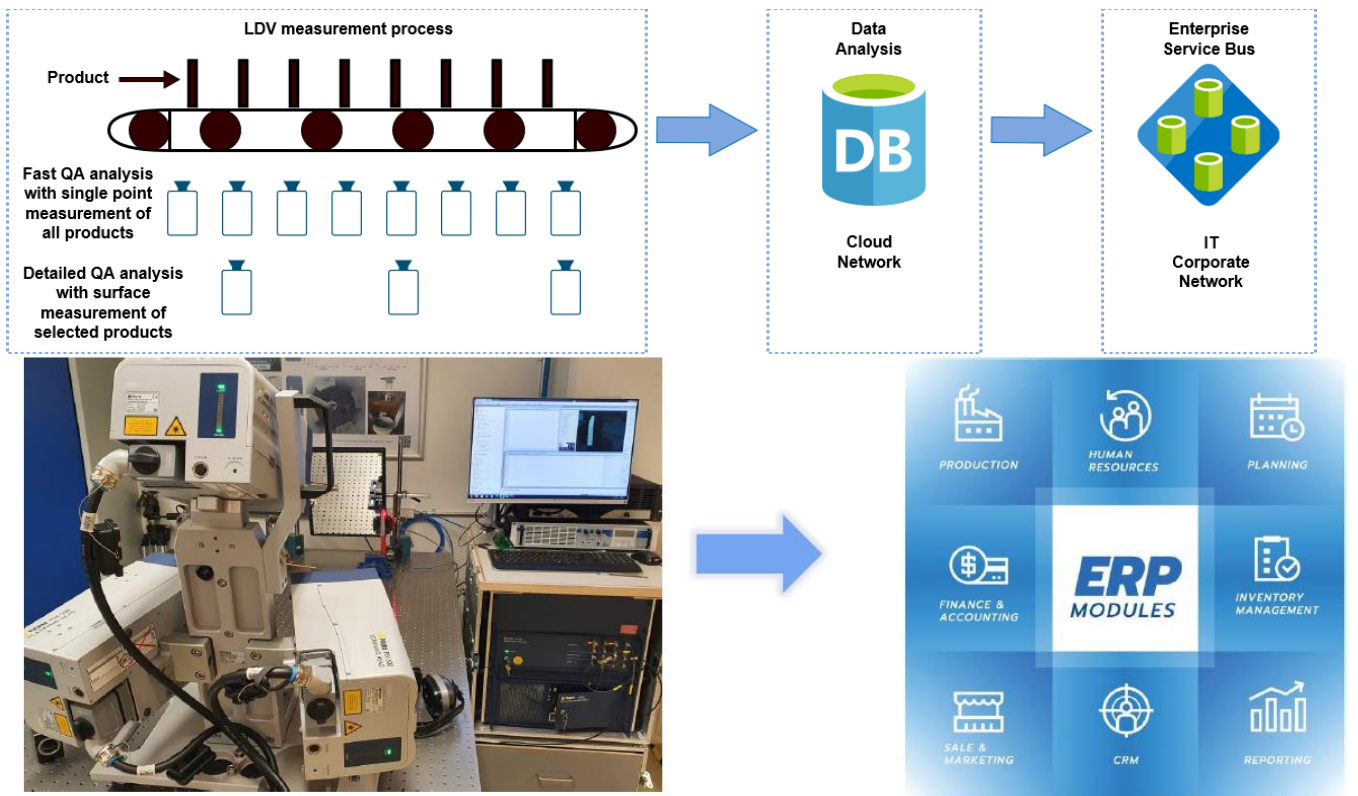 LDV measurement process
Product
Fast QA analysis
with single point
measurement of
all products
Detailed QA analysis
with surface
measurement of
selected products
Data
Analysis
DB
Cloud
Network
Enterprise
Service Bus
IT
Corporate
Network
PRODUCTION
HUMAN
RESOURCES
PLANNING
FINANCE &
ACCOUNTING
ERP
MODULES
INVENTORY
MANAGEMENT
SALE &
MARKETING
CRM
REPORTING